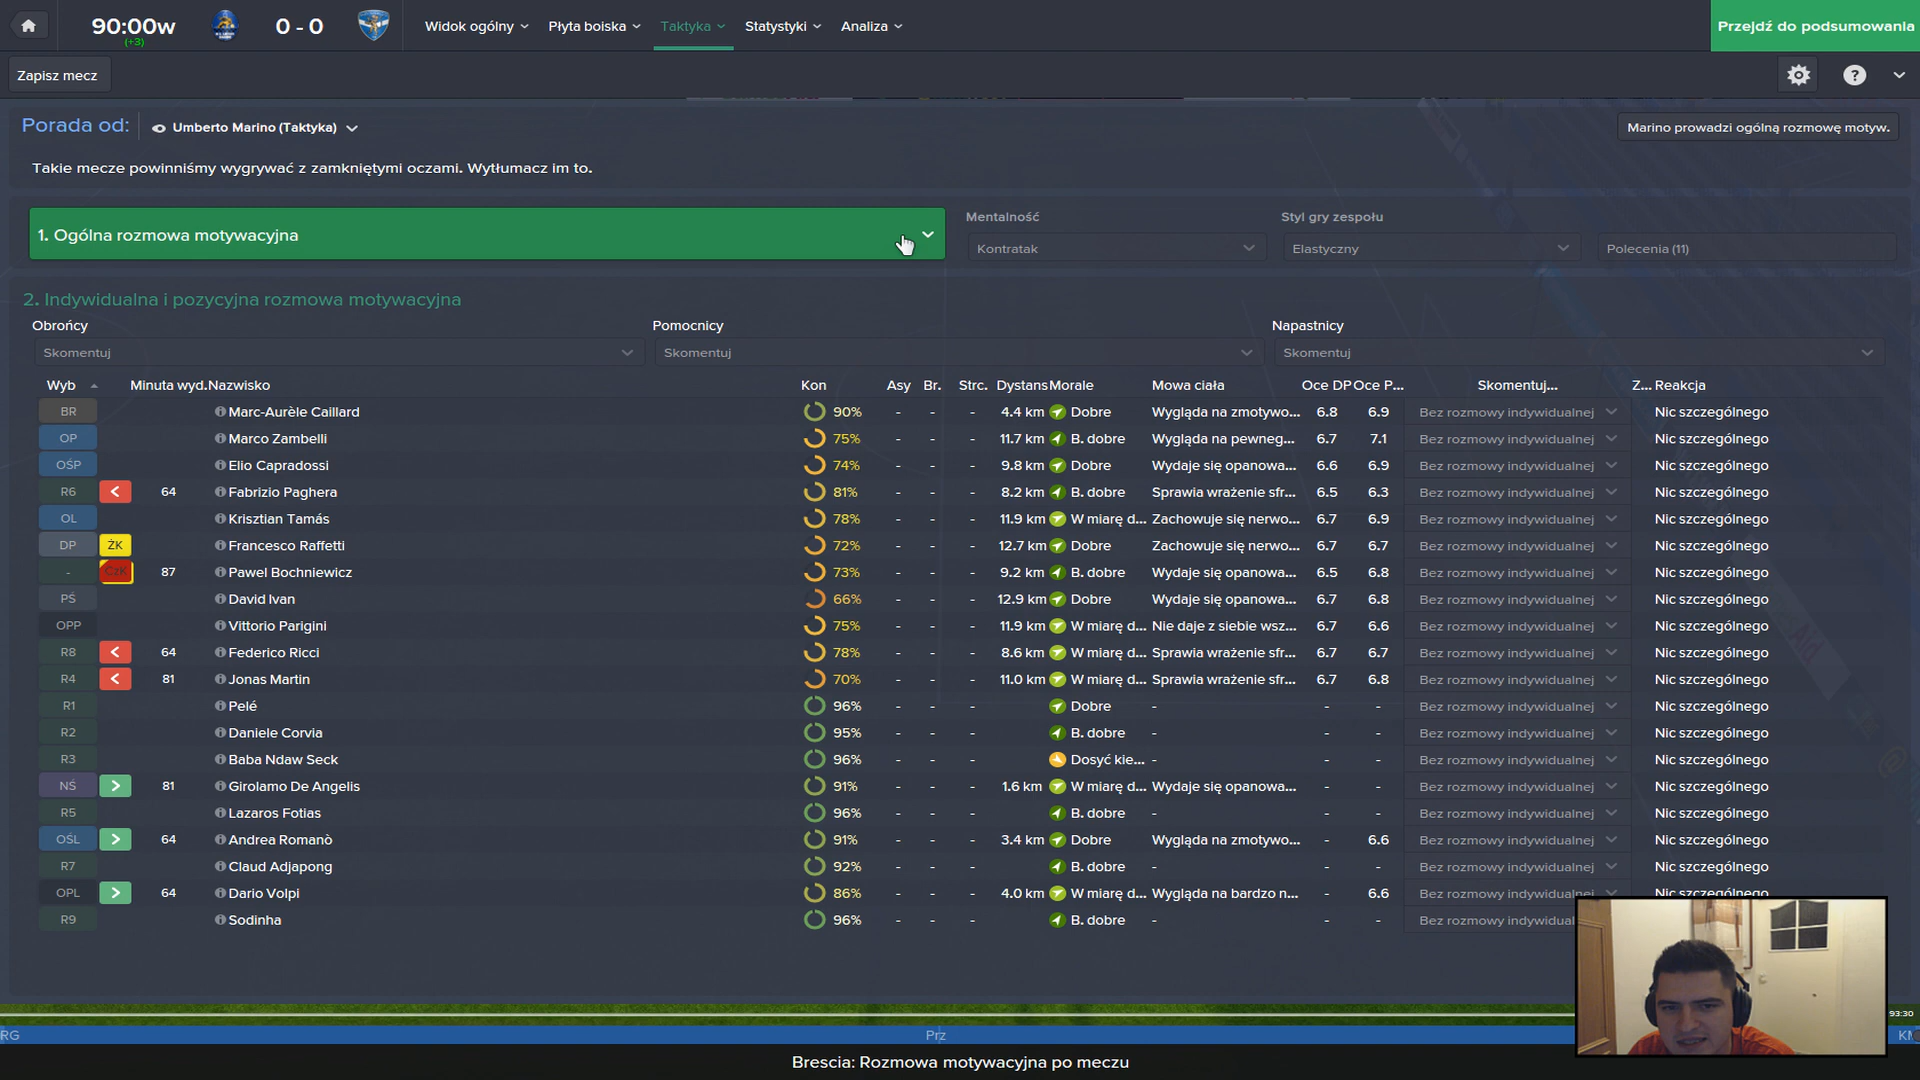 90:00w
(+3)
0 - 0
Widok ogólny
Płyta boiska
Taktyka
Statystyki
Analiza
Przejdź do podsumowania
Zapisz mecz
?
Porada od:
Umberto Marino (Taktyka)
Marino prowadzi ogólną rozmowę motyw.
Takie mecze powinniśmy wygrywać z zamkniętymi oczami. Wytłumacz im to.
1. Ogólna rozmowa motywacyjna
Mentalność
Styl gry zespołu
Kontratak
Elastyczny
Polecenia (11)
2. Indywidualna i pozycyjna rozmowa motywacyjna
Obrońcy
Pomocnicy
Napastnicy
Skomentuj
Skomentuj
Skomentuj
Wyb Minuta wyd. Nazwisko Kon Asy Br. Strc. Dystans Morale Mowa ciała Oce DP Oce P... Skomentuj... Z... Reakcja
BR Marc-Aurèle Caillard 90% - - - 4.4 km Dobre Wygląda na zmotywo... 6.8 6.9 Bez rozmowy indywidualnej Nic szczególnego
OP Marco Zambelli 75% - - - 11.7 km B. dobre Wygląda na pewneg... 6.7 7.1 Bez rozmowy indywidualnej Nic szczególnego
OŚP Elio Capradossi 74% - - - 9.8 km Dobre Wydaje się opanowa... 6.6 6.9 Bez rozmowy indywidualnej Nic szczególnego
R6 64 Fabrizio Paghera 81% - - - 8.2 km B. dobre Sprawia wrażenie sfr... 6.5 6.3 Bez rozmowy indywidualnej Nic szczególnego
OL Krisztian Tamás 78% - - - 11.9 km W miarę d... Zachowuje się nerwo... 6.7 6.9 Bez rozmowy indywidualnej Nic szczególnego
DP ŻK Francesco Raffetti 72% - - - 12.7 km Dobre Zachowuje się nerwo... 6.7 6.7 Bez rozmowy indywidualnej Nic szczególnego
- CzK 87 Pawel Bochniewicz 73% - - - 9.2 km B. dobre Wydaje się opanowa... 6.5 6.8 Bez rozmowy indywidualnej Nic szczególnego
PŚ David Ivan 66% - - - 12.9 km Dobre Wydaje się opanowa... 6.7 6.8 Bez rozmowy indywidualnej Nic szczególnego
OPP Vittorio Parigini 75% - - - 11.9 km W miarę d... Nie daje z siebie wsz... 6.7 6.6 Bez rozmowy indywidualnej Nic szczególnego
R8 64 Federico Ricci 78% - - - 8.6 km W miarę d... Sprawia wrażenie sfr... 6.7 6.7 Bez rozmowy indywidualnej Nic szczególnego
R4 81 Jonas Martin 70% - - - 11.0 km W miarę d... Sprawia wrażenie sfr... 6.7 6.8 Bez rozmowy indywidualnej Nic szczególnego
R1 Pelé 96% - - - Dobre - - - Bez rozmowy indywidualnej Nic szczególnego
R2 Daniele Corvia 95% - - - B. dobre - - - Bez rozmowy indywidualnej Nic szczególnego
R3 Baba Ndaw Seck 96% - - - Dosyć kie... - - - Bez rozmowy indywidualnej Nic szczególnego
NŚ 81 Girolamo De Angelis 91% - - - 1.6 km W miarę d... Wydaje się opanowa... - - Bez rozmowy indywidualnej Nic szczególnego
R5 Lazaros Fotias 96% - - - B. dobre - - - Bez rozmowy indywidualnej Nic szczególnego
OŚL 64 Andrea Romanò 91% - - - 3.4 km Dobre Wygląda na zmotywo... - 6.6 Bez rozmowy indywidualnej Nic szczególnego
R7 Claud Adjapong 92% - - - B. dobre - - - Bez rozmowy indywidualnej Nic szczególnego
OPL 64 Dario Volpi 86% - - - 4.0 km W miarę d... Wygląda na bardzo n... - 6.6 Bez rozmowy indywidualnej Nic szczególnego
R9 Sodinha 96% - - - B. dobre - - - Bez rozmowy indywidual
93:30
RG
Prz
Brescia: Rozmowa motywacyjna po meczu